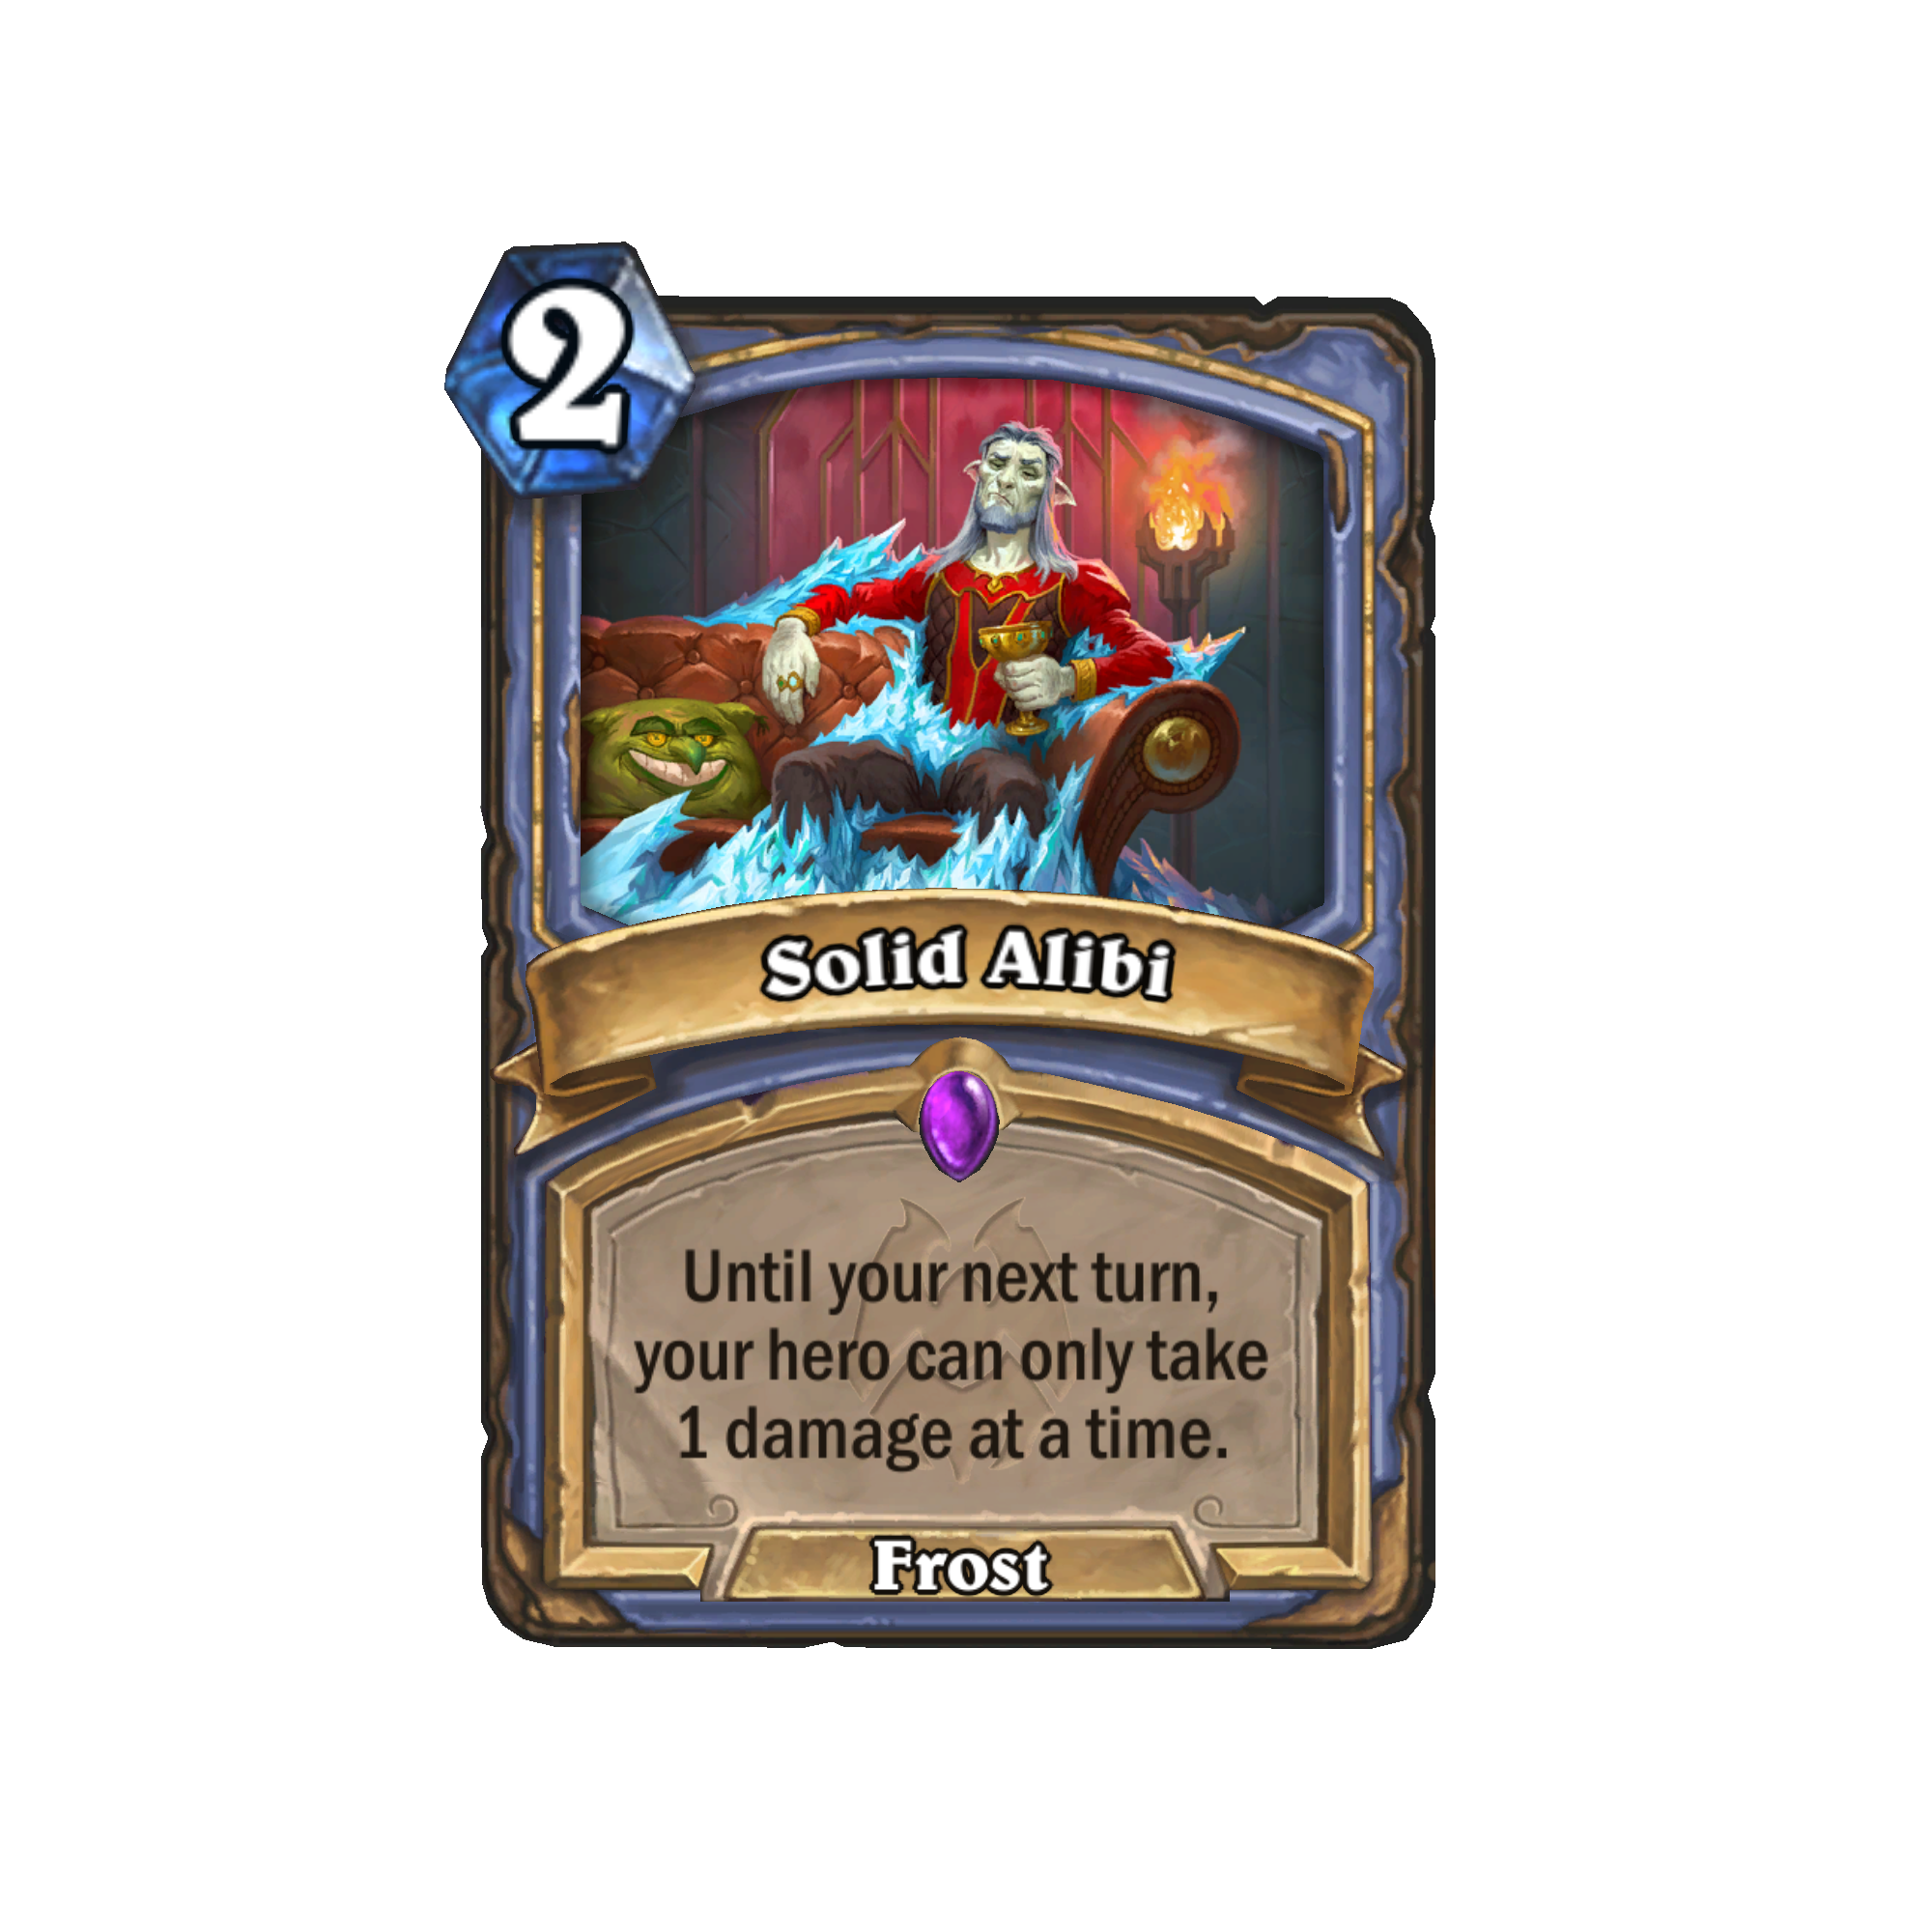 2
Solid Alibi
Until your next turn,
your hero can only take
1 damage at a time.
Frost